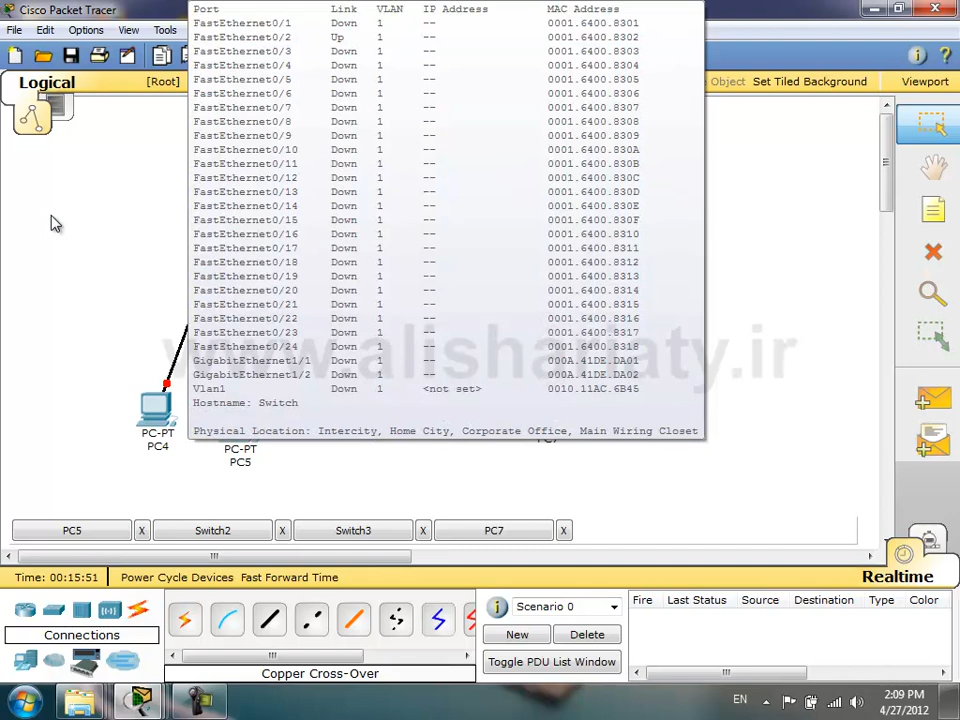 Cisco Packet Tracer
File Edit Options View Tools
Logical [Root] Object Set Tiled Background Viewport
Port Link VLAN IP Address MAC Address
FastEthernet0/1 Up 1 -- 0001.6400.8301
FastEthernet0/2 Up 1 -- 0001.6400.8302
FastEthernet0/3 Down 1 -- 0001.6400.8303
FastEthernet0/4 Down 1 -- 0001.6400.8304
FastEthernet0/5 Down 1 -- 0001.6400.8305
FastEthernet0/6 Down 1 -- 0001.6400.8306
FastEthernet0/7 Down 1 -- 0001.6400.8307
FastEthernet0/8 Down 1 -- 0001.6400.8308
FastEthernet0/9 Down 1 -- 0001.6400.8309
FastEthernet0/10 Down 1 -- 0001.6400.830A
FastEthernet0/11 Down 1 -- 0001.6400.830B
FastEthernet0/12 Down 1 -- 0001.6400.830C
FastEthernet0/13 Down 1 -- 0001.6400.830D
FastEthernet0/14 Down 1 -- 0001.6400.830E
FastEthernet0/15 Down 1 -- 0001.6400.830F
FastEthernet0/16 Down 1 -- 0001.6400.8310
FastEthernet0/17 Down 1 -- 0001.6400.8311
FastEthernet0/18 Down 1 -- 0001.6400.8312
FastEthernet0/19 Down 1 -- 0001.6400.8313
FastEthernet0/20 Down 1 -- 0001.6400.8314
FastEthernet0/21 Down 1 -- 0001.6400.8315
FastEthernet0/22 Down 1 -- 0001.6400.8316
FastEthernet0/23 Down 1 -- 0001.6400.8317
FastEthernet0/24 Down 1 -- 0001.6400.8318
GigabitEthernet1/1 Down 1 -- 000A.41DE.DA01
GigabitEthernet1/2 Down 1 -- 000A.41DE.DA02
Vlan1 Down 1 <not set> 0010.11AC.6B45
Hostname: Switch
Physical Location: Intercity, Home City, Corporate Office, Main Wiring Closet
www.alishariaty.ir
PC-PT
PC4
PC5
PC5 X Switch2 X Switch3 X PC7 X
Time: 00:15:51 Power Cycle Devices Fast Forward Time Realtime
Connections
Copper Cross-Over
Scenario 0
New Delete
Toggle PDU List Window
Fire Last Status Source Destination Type Color
EN
2:09 PM
4/27/2012